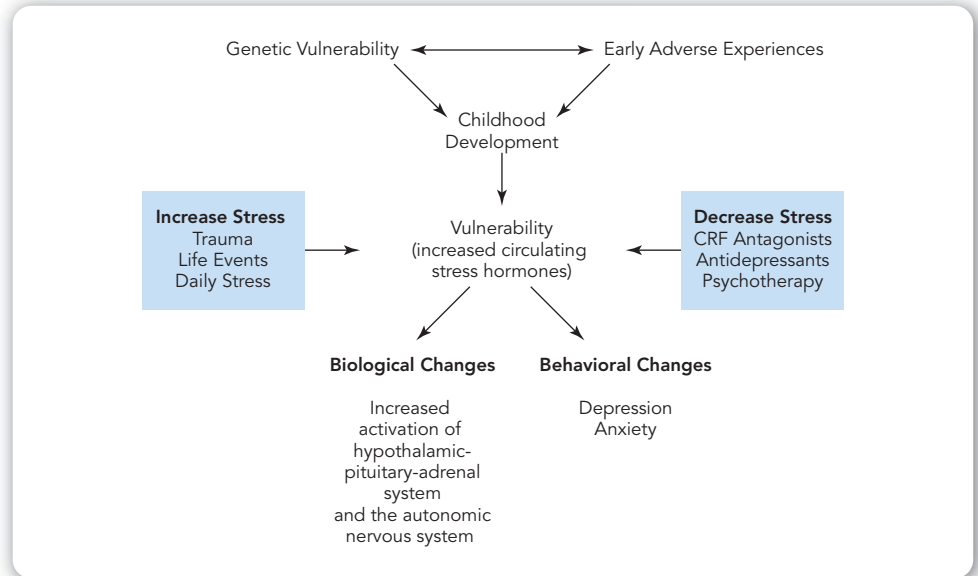 Genetic Vulnerability
Early Adverse Experiences
Childhood
Development
Increase Stress
Trauma
Life Events
Daily Stress
Vulnerability
(increased circulating
stress hormones)
Decrease Stress
CRF Antagonists
Antidepressants
Psychotherapy
Biological Changes
Increased
activation of
hypothalamic-
pituitary-adrenal
system
and the autonomic
nervous system
Behavioral Changes
Depression
Anxiety